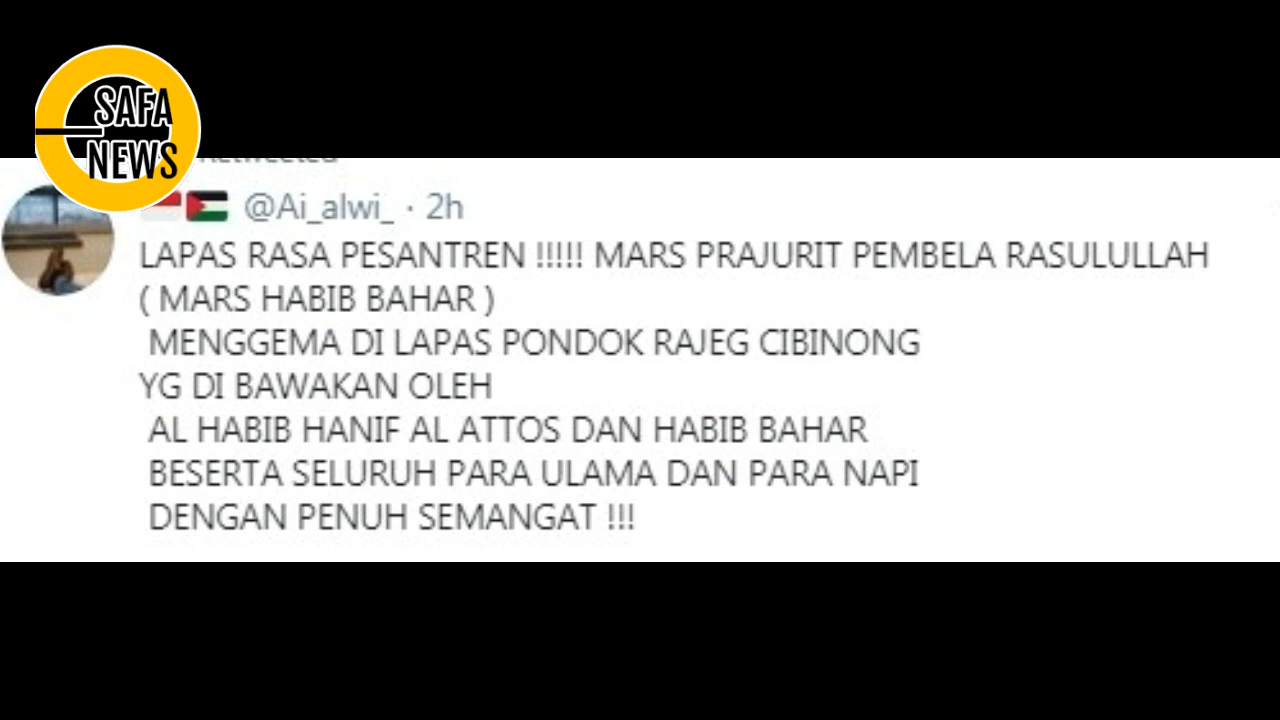 SAFA
NEWS
Retweeted
@Ai_alwi_ · 2h
LAPAS RASA PESANTREN !!!!! MARS PRAJURIT PEMBELA RASULULLAH
( MARS HABIB BAHAR )
MENGGEMA DI LAPAS PONDOK RAJEG CIBINONG
YG DI BAWAKAN OLEH
AL HABIB HANIF AL ATTOS DAN HABIB BAHAR
BESERTA SELURUH PARA ULAMA DAN PARA NAPI
DENGAN PENUH SEMANGAT !!!